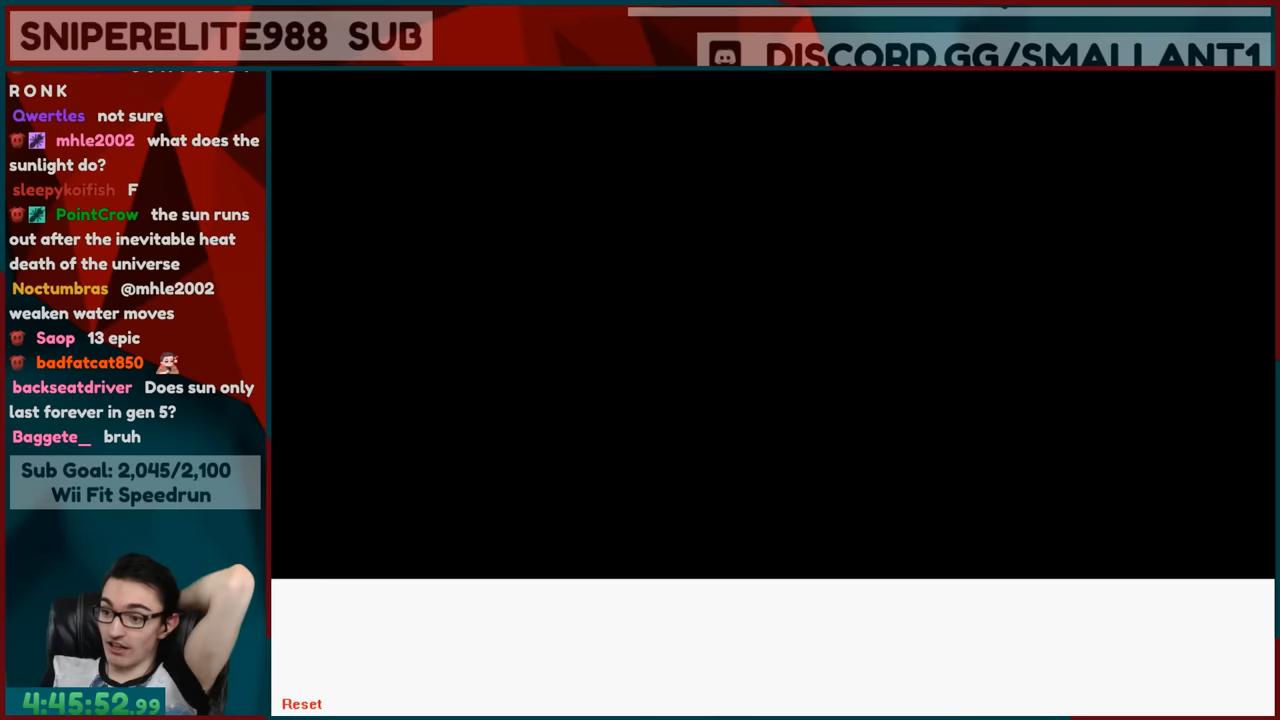 SNIPERELITE988 SUB
DISCORD.GG/SMALLANT1
RONK
Qwertles not sure
mhle2002 what does the
sunlight do?
sleepykoifish F
PointCrow the sun runs
out after the inevitable heat
death of the universe
Noctumbras @mhle2002
weaken water moves
Saop 13 epic
badfatcat850
backseatdriver Does sun only
last forever in gen 5?
Baggete_ bruh
Sub Goal: 2,045/2,100
Wii Fit Speedrun
4:45:52.99
Reset